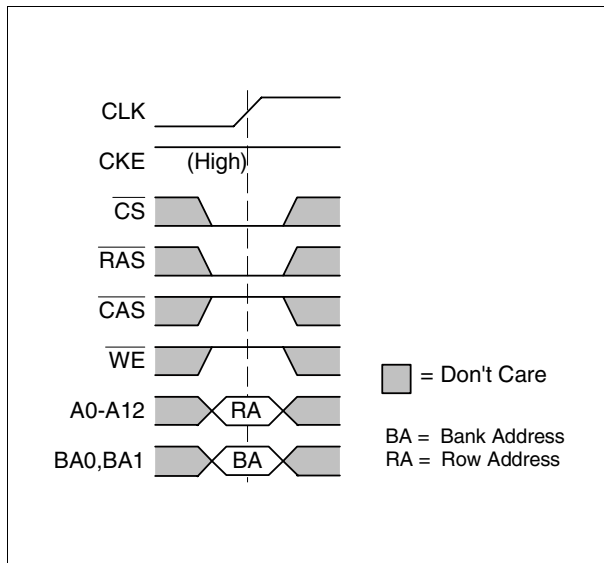 CLK
CKE (High)
CS
RAS
CAS
WE
A0-A12 RA
BA0,BA1 BA
= Don't Care
BA = Bank Address
RA = Row Address